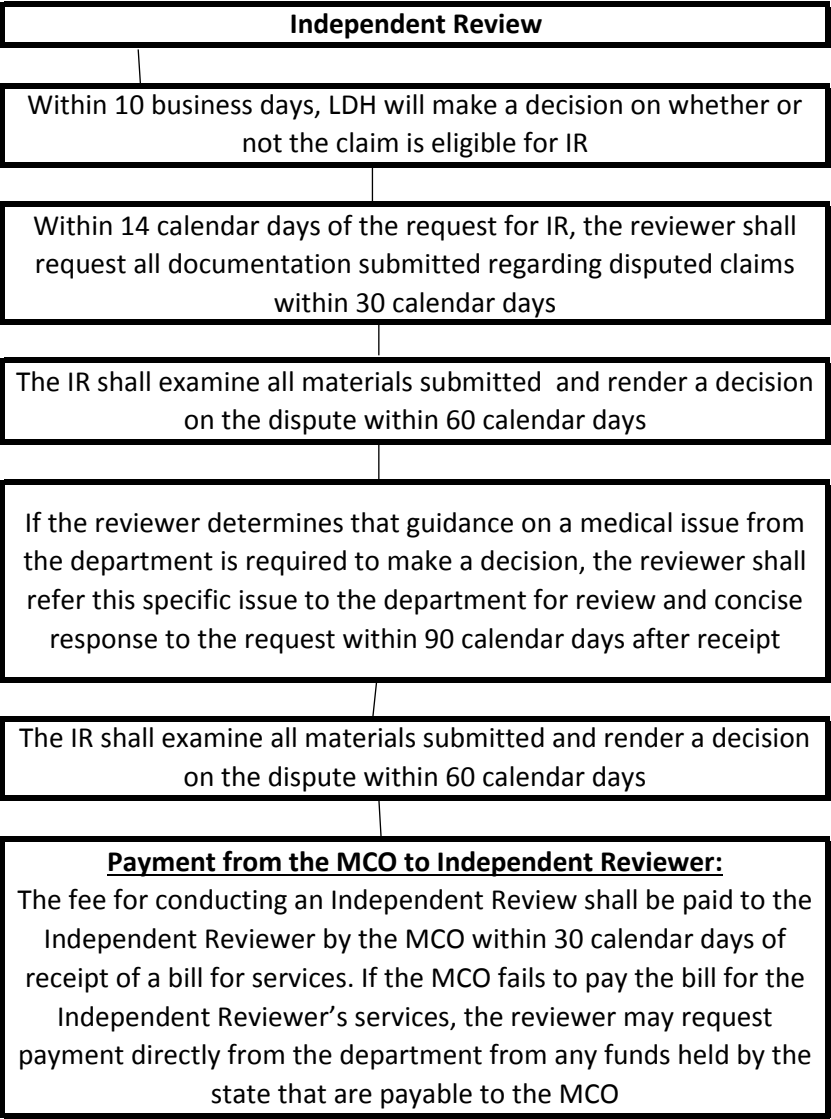 Independent Review
Within 10 business days, LDH will make a decision on whether or
not the claim is eligible for IR
Within 14 calendar days of the request for IR, the reviewer shall
request all documentation submitted regarding disputed claims
within 30 calendar days
The IR shall examine all materials submitted  and render a decision
on the dispute within 60 calendar days
If the reviewer determines that guidance on a medical issue from
the department is required to make a decision, the reviewer shall
refer this specific issue to the department for review and concise
response to the request within 90 calendar days after receipt
The IR shall examine all materials submitted and render a decision
on the dispute within 60 calendar days
Payment from the MCO to Independent Reviewer:
The fee for conducting an Independent Review shall be paid to the
Independent Reviewer by the MCO within 30 calendar days of
receipt of a bill for services. If the MCO fails to pay the bill for the
Independent Reviewer’s services, the reviewer may request
payment directly from the department from any funds held by the
state that are payable to the MCO